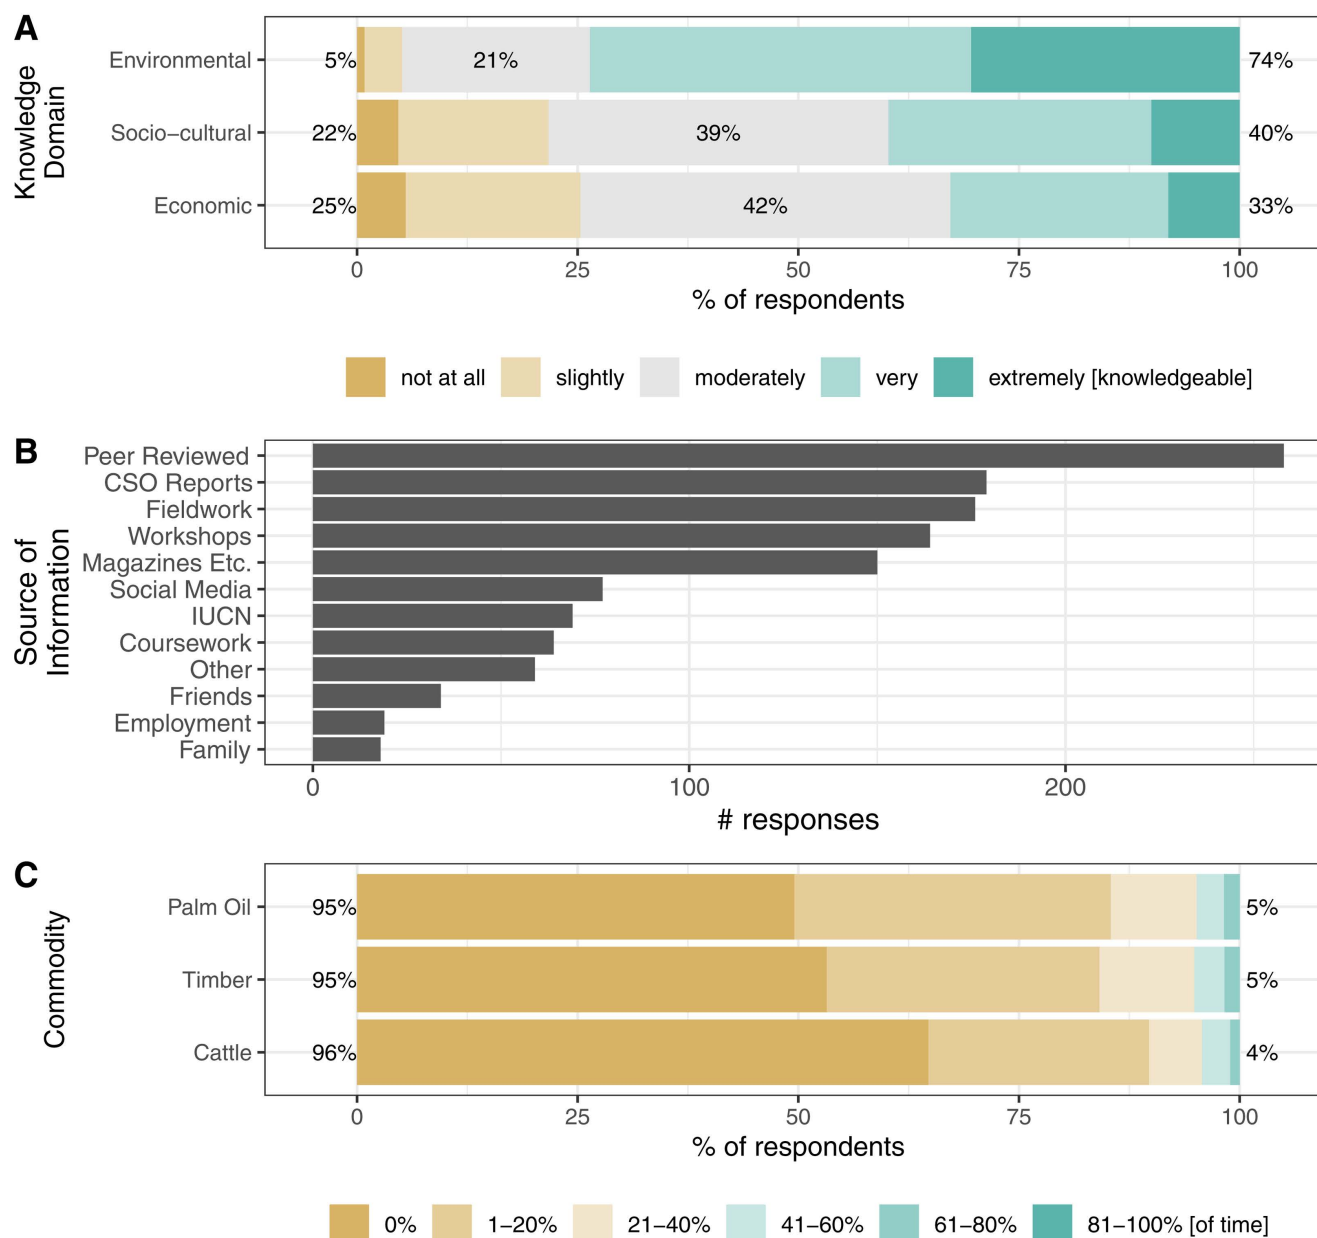 A
Knowledge
Domain
Environmental 5% 21% 74%
Socio−cultural 22% 39% 40%
Economic 25% 42% 33%
0 25 50 75 100
% of respondents
not at all slightly moderately very extremely [knowledgeable]
B
Source of
Information
Peer Reviewed
CSO Reports
Fieldwork
Workshops
Magazines Etc.
Social Media
IUCN
Coursework
Other
Friends
Employment
Family
0 100 200
# responses
C
Commodity
Palm Oil 95% 5%
Timber 95% 5%
Cattle 96% 4%
0 25 50 75 100
% of respondents
0% 1−20% 21−40% 41−60% 61−80% 81−100% [of time]